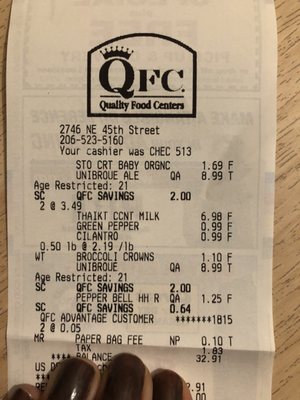 QFC.
Quality Food Centers
2746 NE 45th Street
206-523-5160
Your cashier was CHEC 513
STO CRT BABY ORGNC 1.69 F
UNIBROUE ALE QA 8.99 T
Age Restricted: 21
SC QFC SAVINGS 2.00
2 @ 3.49
THAIKT CCNT MILK 6.98 F
GREEN PEPPER 0.99 F
CILANTRO 0.99 F
0.50 lb @ 2.19 /lb
WT BROCCOLI CROWNS 1.10 F
UNIBROUE QA 8.99 T
Age Restricted: 21
SC QFC SAVINGS 2.00
PEPPER BELL HH R QA 1.25 F
SC QFC SAVINGS 0.64
QFC ADVANTAGE CUSTOMER *******1815
2 @ 0.05
MR PAPER BAG FEE NP 0.10 T
TAX 1.83
**** BALANCE 32.91